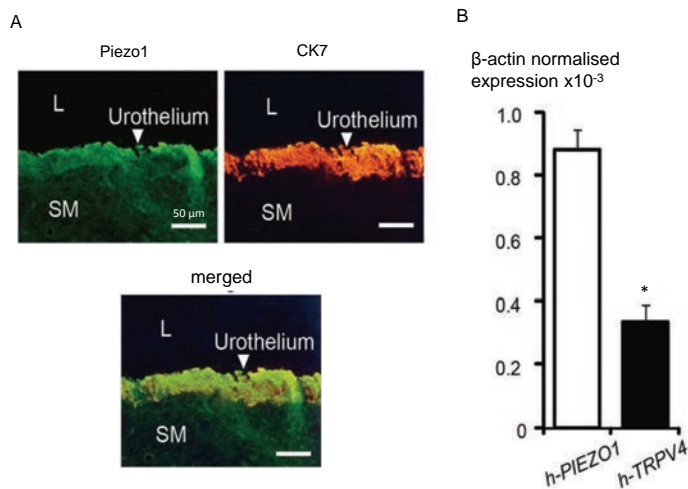 A
Piezo1
CK7
L
Urothelium
SM
50 μm
L
Urothelium
SM
merged
L
Urothelium
SM
B
β-actin normalised
expression x10-3
1.0
0.8
0.6
0.4
0.2
0
*
h-PIEZO1
h-TRPV4